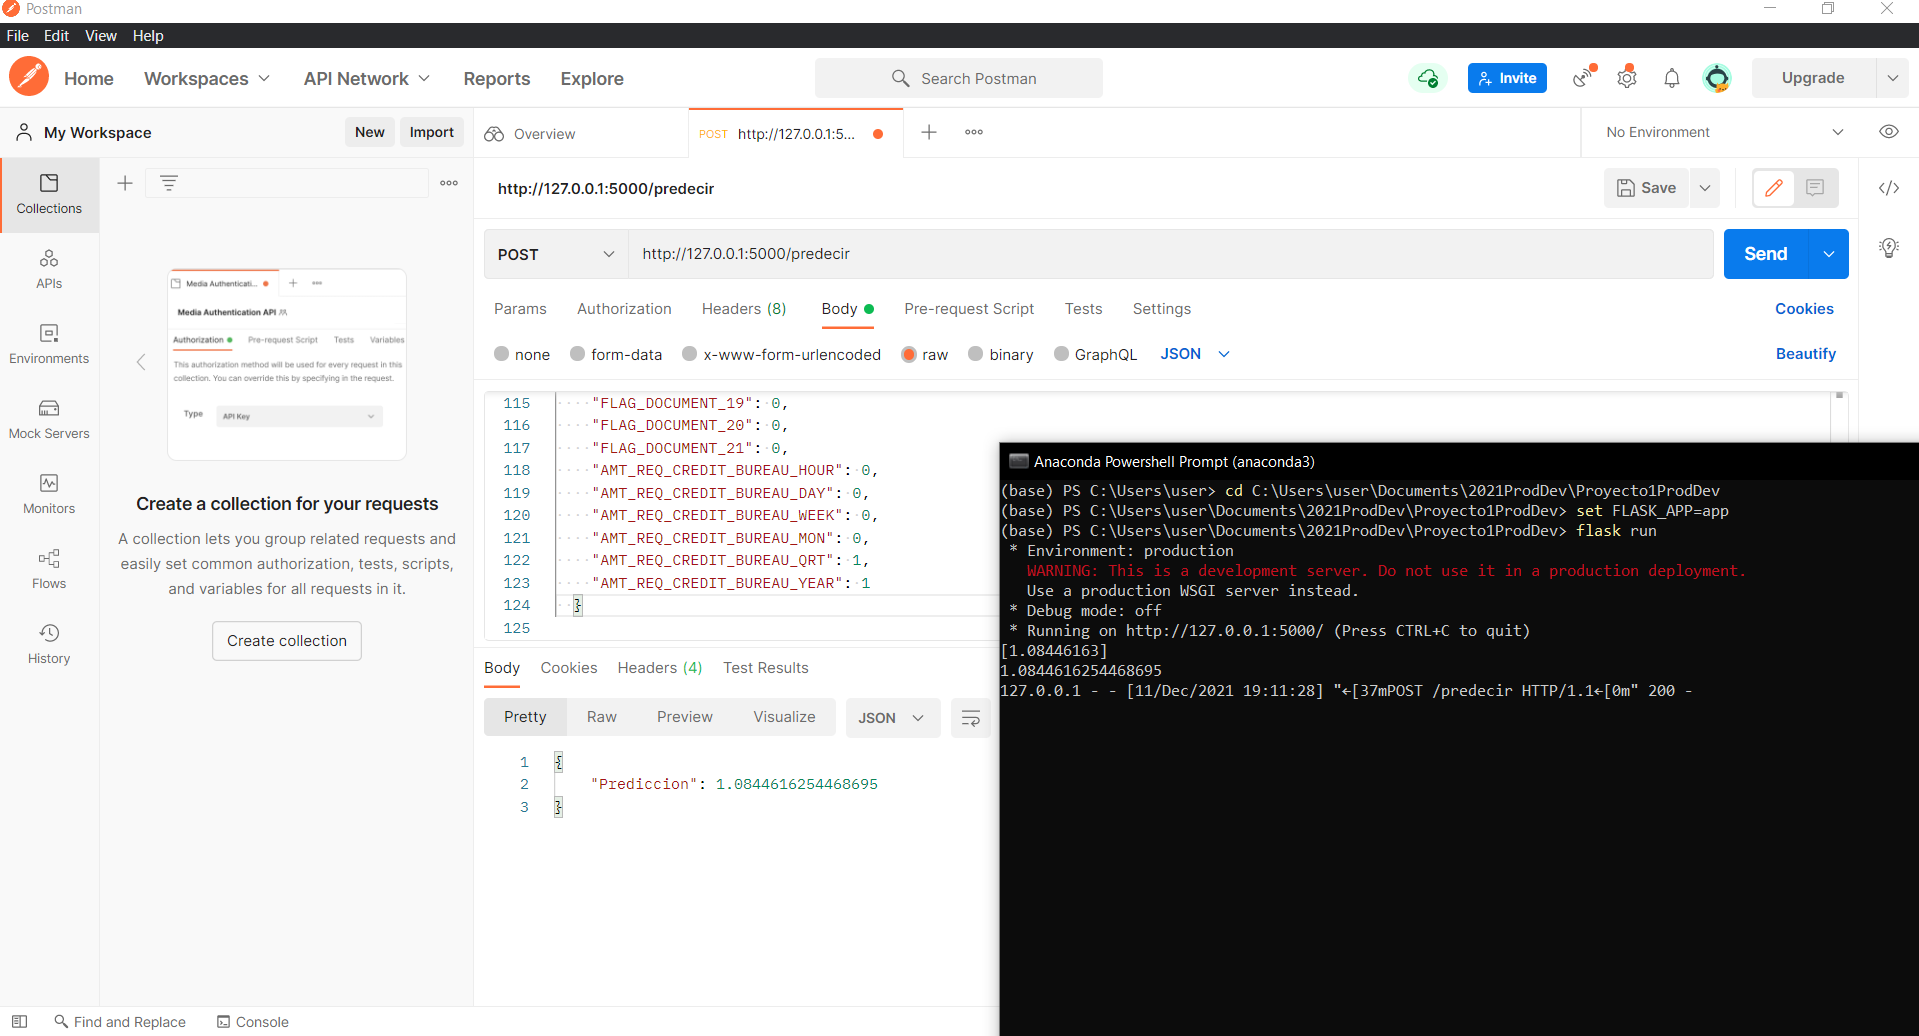 Postman
File Edit View Help
Home Workspaces API Network Reports Explore Search Postman Invite Upgrade
My Workspace New Import Overview POST http://127.0.0.1:5... No Environment
Collections
APIs
Environments
Mock Servers
Monitors
Flows
History
Media Authenticati...
Media Authentication API
Authorization Pre-request Script Tests Variables
This authorization method will be used for every request in this
collection. You can override this by specifying in the request.
Type API Key
Create a collection for your requests
A collection lets you group related requests and
easily set common authorization, tests, scripts,
and variables for all requests in it.
Create collection
http://127.0.0.1:5000/predecir Save
POST http://127.0.0.1:5000/predecir Send
Params Authorization Headers (8) Body Pre-request Script Tests Settings Cookies
none form-data x-www-form-urlencoded raw binary GraphQL JSON Beautify
115 "FLAG_DOCUMENT_19": 0,
116 "FLAG_DOCUMENT_20": 0,
117 "FLAG_DOCUMENT_21": 0,
118 "AMT_REQ_CREDIT_BUREAU_HOUR": 0,
119 "AMT_REQ_CREDIT_BUREAU_DAY": 0,
120 "AMT_REQ_CREDIT_BUREAU_WEEK": 0,
121 "AMT_REQ_CREDIT_BUREAU_MON": 0,
122 "AMT_REQ_CREDIT_BUREAU_QRT": 1,
123 "AMT_REQ_CREDIT_BUREAU_YEAR": 1
124 }
125
Body Cookies Headers (4) Test Results
Pretty Raw Preview Visualize JSON
1 {
2 "Prediccion": 1.0844616254468695
3 }
Anaconda Powershell Prompt (anaconda3)
(base) PS C:\Users\user> cd C:\Users\user\Documents\2021ProdDev\Proyecto1ProdDev
(base) PS C:\Users\user\Documents\2021ProdDev\Proyecto1ProdDev> set FLASK_APP=app
(base) PS C:\Users\user\Documents\2021ProdDev\Proyecto1ProdDev> flask run
* Environment: production
WARNING: This is a development server. Do not use it in a production deployment.
Use a production WSGI server instead.
* Debug mode: off
* Running on http://127.0.0.1:5000/ (Press CTRL+C to quit)
[1.08446163]
1.0844616254468695
127.0.0.1 - - [11/Dec/2021 19:11:28] "←[37mPOST /predecir HTTP/1.1←[0m" 200 -
Find and Replace Console